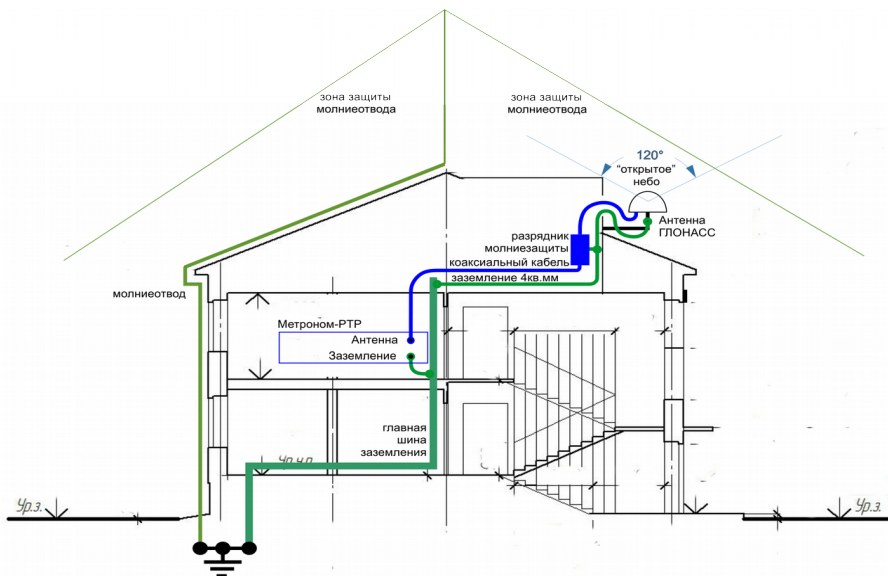 зона защиты
молниеотвода
зона защиты
молниеотвода
120°
"открытое"
небо
Антенна
ГЛОНАСС
разрядник
молниезащиты
коаксиальный кабель
заземление 4кв.мм
молниеотвод
Метроном-PTP
Антенна
Заземление
главная
шина
заземления
Ур.ч.п.
Ур.з.
Ур.з.